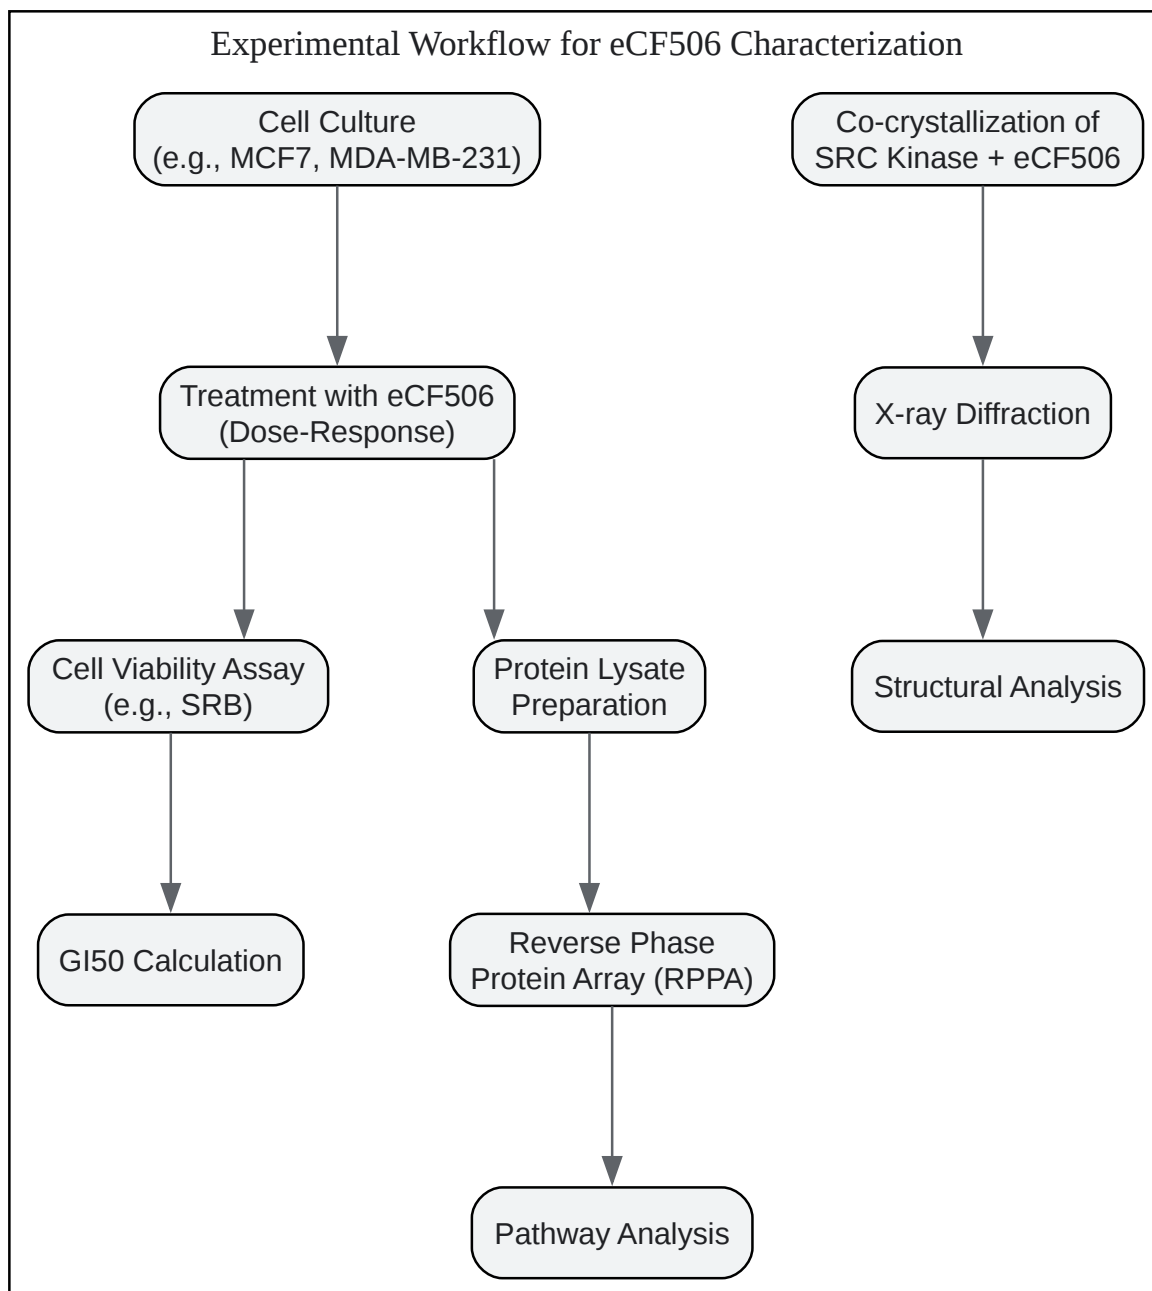 Experimental Workflow for eCF506 Characterization
Cell Culture
(e.g., MCF7, MDA-MB-231)
Co-crystallization of
SRC Kinase + eCF506
Treatment with eCF506
(Dose-Response)
X-ray Diffraction
Cell Viability Assay
(e.g., SRB)
Protein Lysate
Preparation
Structural Analysis
GI50 Calculation
Reverse Phase
Protein Array (RPPA)
Pathway Analysis